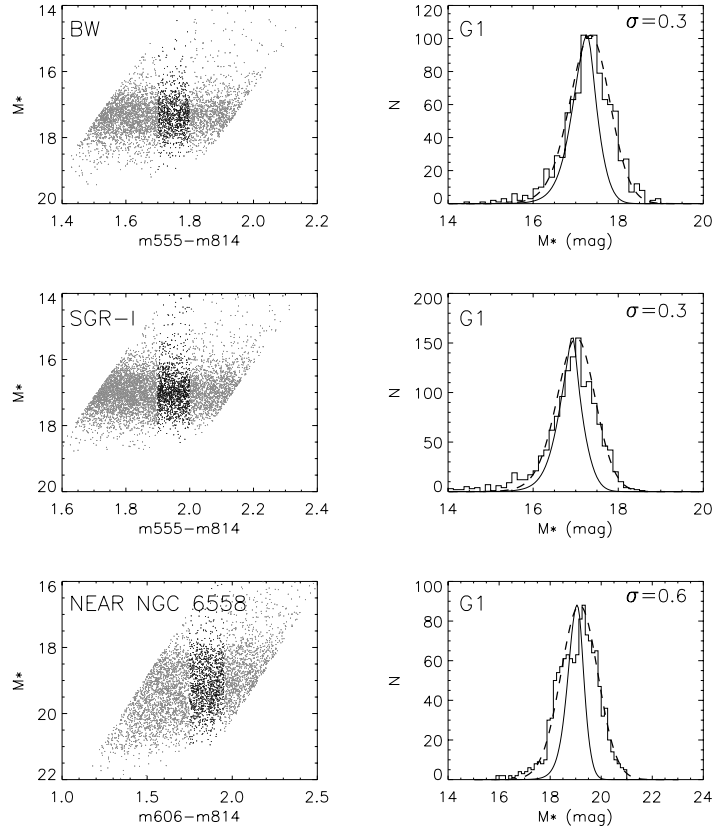 BW
M*
14
16
18
20
1.4 1.6 1.8 2.0 2.2
m555-m814
G1
σ=0.3
N
120
100
80
60
40
20
0
14 16 18 20
M* (mag)
SGR-I
M*
14
16
18
20
1.6 1.8 2.0 2.2 2.4
m555-m814
G1
σ=0.3
N
200
150
100
50
0
14 16 18 20
M* (mag)
NEAR NGC 6558
M*
16
18
20
22
1.0 1.5 2.0 2.5
m606-m814
G1
σ=0.6
N
100
80
60
40
20
0
14 16 18 20 22 24
M* (mag)